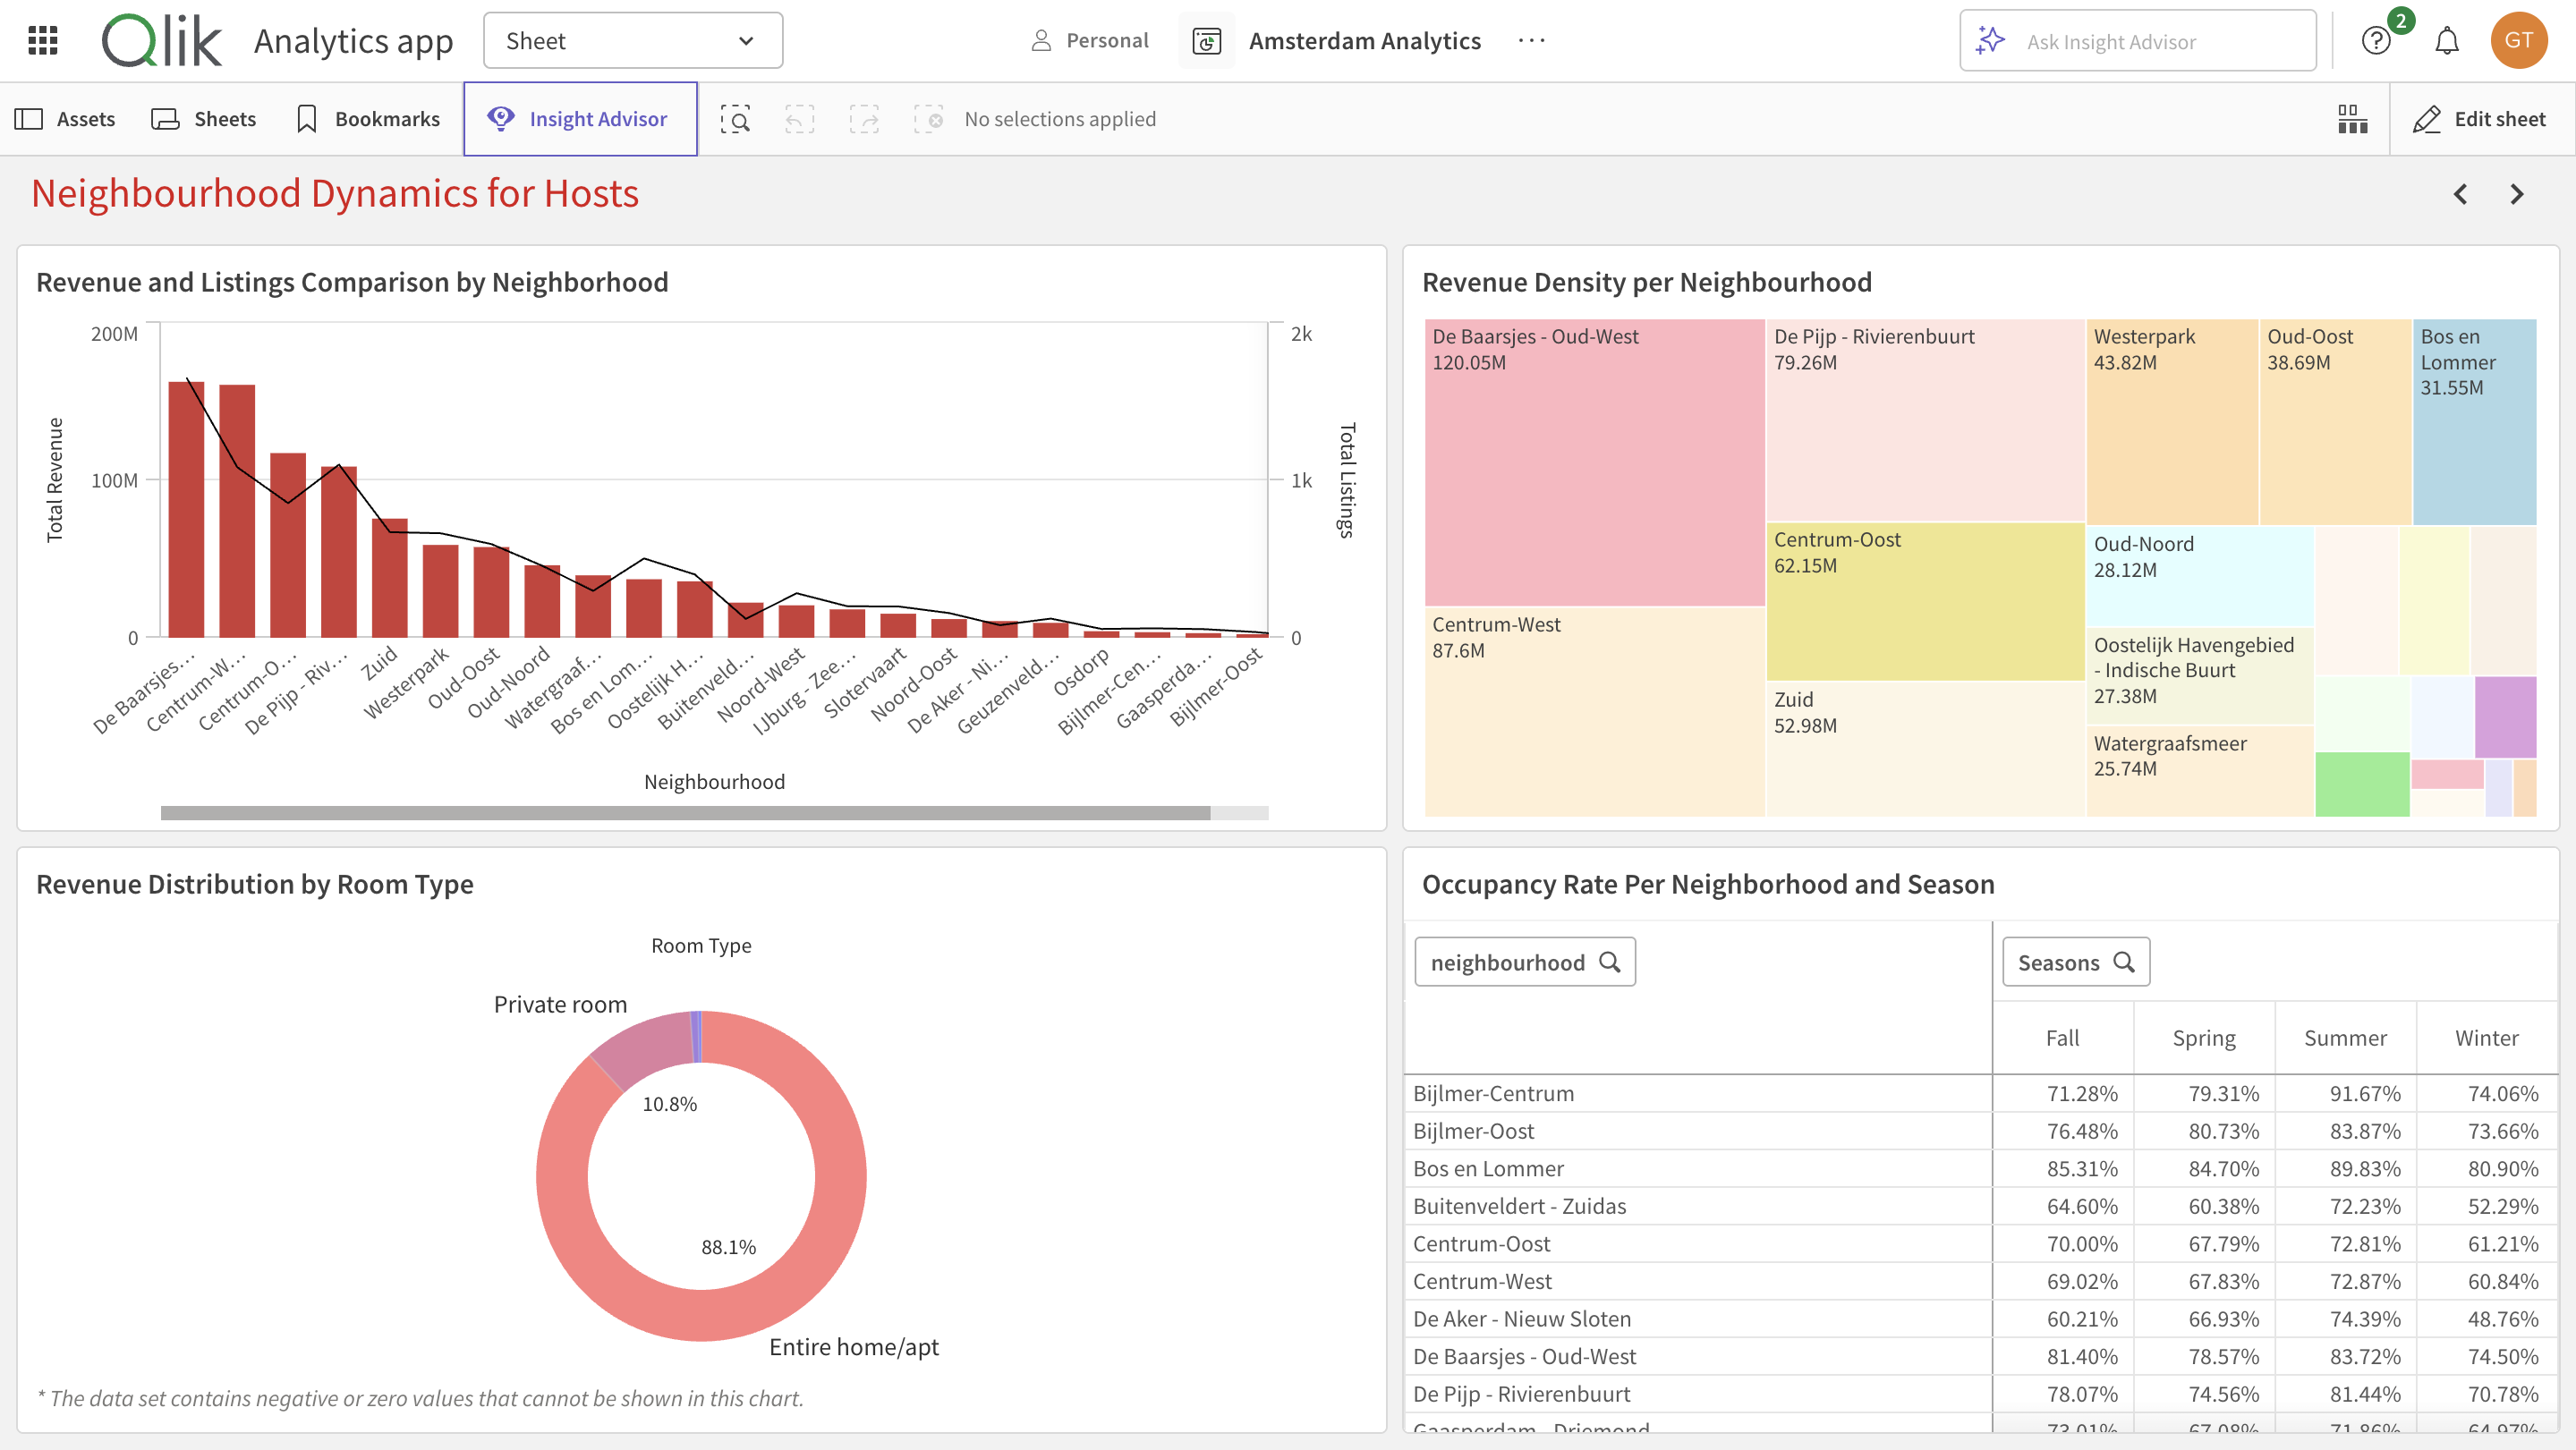 Qlik
Analytics app
Sheet
Personal
Amsterdam Analytics
Ask Insight Advisor
2
GT
Assets
Sheets
Bookmarks
Insight Advisor
No selections applied
Edit sheet
Neighbourhood Dynamics for Hosts
Revenue and Listings Comparison by Neighborhood
200M
100M
0
Total Revenue
2k
1k
0
Total Listings
De Baarsjes...
Centrum-W...
Centrum-O...
De Pijp - Riv...
Zuid
Westerpark
Oud-Oost
Oud-Noord
Watergraaf...
Bos en Lom...
Oostelijk H...
Buitenveld...
Noord-West
IJburg - Zee...
Slotervaart
Noord-Oost
De Aker - Ni...
Geuzenveld...
Osdorp
Bijlmer-Cen...
Gaasperda...
Bijlmer-Oost
Neighbourhood
Revenue Density per Neighbourhood
De Baarsjes - Oud-West
120.05M
Centrum-West
87.6M
De Pijp - Rivierenbuurt
79.26M
Centrum-Oost
62.15M
Zuid
52.98M
Westerpark
43.82M
Oud-Oost
38.69M
Bos en
Lommer
31.55M
Oud-Noord
28.12M
Oostelijk Havengebied
- Indische Buurt
27.38M
Watergraafsmeer
25.74M
Revenue Distribution by Room Type
Room Type
Private room
10.8%
88.1%
Entire home/apt
* The data set contains negative or zero values that cannot be shown in this chart.
Occupancy Rate Per Neighborhood and Season
neighbourhood
Seasons
Fall Spring Summer Winter
Bijlmer-Centrum 71.28% 79.31% 91.67% 74.06%
Bijlmer-Oost 76.48% 80.73% 83.87% 73.66%
Bos en Lommer 85.31% 84.70% 89.83% 80.90%
Buitenveldert - Zuidas 64.60% 60.38% 72.23% 52.29%
Centrum-Oost 70.00% 67.79% 72.81% 61.21%
Centrum-West 69.02% 67.83% 72.87% 60.84%
De Aker - Nieuw Sloten 60.21% 66.93% 74.39% 48.76%
De Baarsjes - Oud-West 81.40% 78.57% 83.72% 74.50%
De Pijp - Rivierenbuurt 78.07% 74.56% 81.44% 70.78%
Gaasperdam - Driemond 73.01% 67.08% 71.86% 64.97%